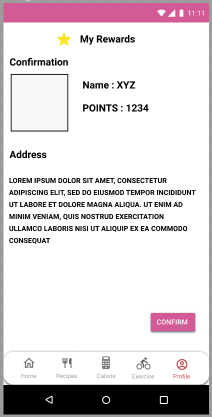 11:11
My Rewards
Confirmation
Name : XYZ
POINTS : 1234
Address
LOREM IPSUM DOLOR SIT AMET, CONSECTETUR
ADIPISCING ELIT, SED DO EIUSMOD TEMPOR INCIDIDUNT
UT LABORE ET DOLORE MAGNA ALIQUA. UT ENIM AD
MINIM VENIAM, QUIS NOSTRUD EXERCITATION
ULLAMCO LABORIS NISI UT ALIQUIP EX EA COMMODO
CONSEQUAT
CONFIRM
Home Recipes Calorie Exercise Profile